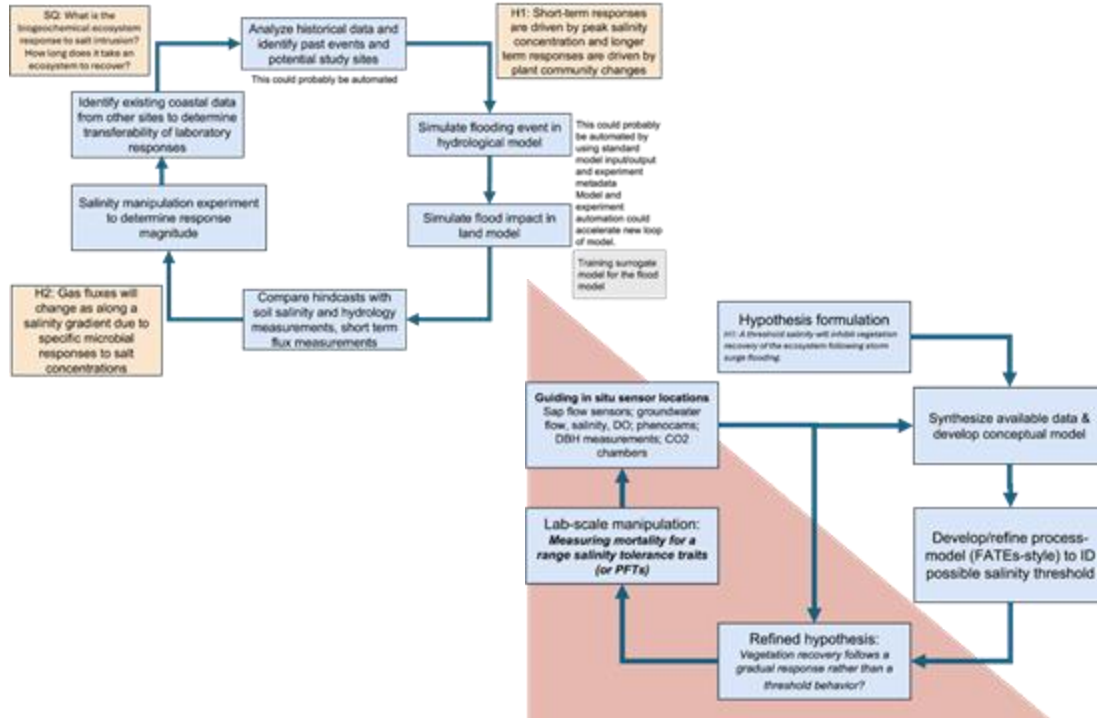 SQ: What is the
biogeochemical ecosystem
response to salt intrusion?
How long does it take an
ecosystem to recover?
Analyze historical data and
identify past events and
potential study sites
This could probably be automated
H1: Short-term responses
are driven by peak salinity
concentration and longer
term responses are driven by
plant community changes
Identify existing coastal data
from other sites to determine
transferability of laboratory
responses
Simulate flooding event in
hydrological model
This could probably
be automated by
using standard
model input/output
and experiment
metadata
Model and
experiment
automation could
accelerate new loop
of model.
Salinity manipulation experiment
to determine response
magnitude
Simulate flood impact in
land model
Training surrogate
model for the flood
model
H2: Gas fluxes will
change as along a
salinity gradient due to
specific microbial
responses to salt
concentrations
Compare hindcasts with
soil salinity and hydrology
measurements, short term
flux measurements
Hypothesis formulation
H1: A threshold salinity will inhibit vegetation
recovery of the ecosystem following storm
surge flooding.
Guiding in situ sensor locations
Sap flow sensors; groundwater
flow, salinity, DO; phenocams;
DBH measurements; CO2
chambers
Synthesize available data &
develop conceptual model
Lab-scale manipulation:
Measuring mortality for a
range salinity tolerance traits
(or PFTs)
Develop/refine process-
model (FATEs-style) to ID
possible salinity threshold
Refined hypothesis:
Vegetation recovery follows a
gradual response rather than a
threshold behavior?